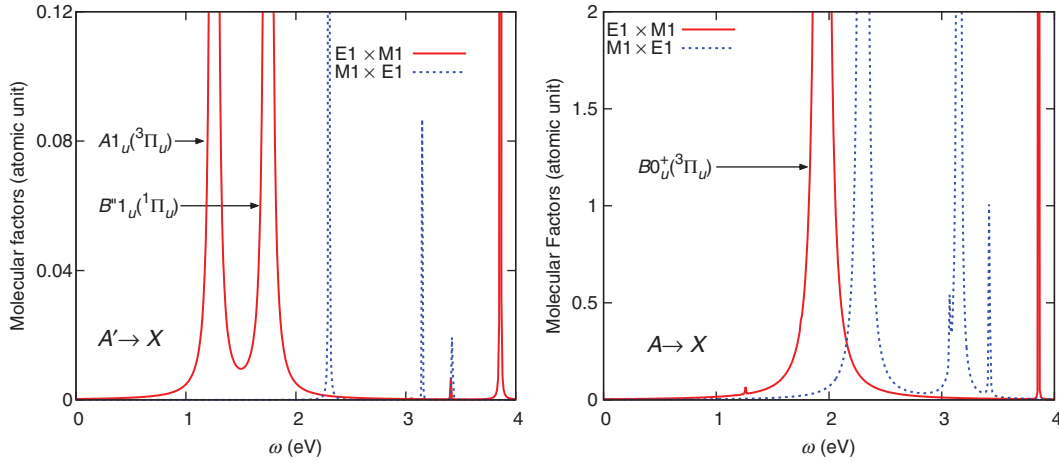 Molecular factors (atomic unit)
0.12
0.08
0.04
0
0
1
2
3
4
ω (eV)
E1 × M1
M1 × E1
A1u(³Πu)
B"1u(¹Πu)
A′→ X
Molecular Factors (atomic unit)
2
1.5
1
0.5
0
0
1
2
3
4
ω (eV)
E1 × M1
M1 × E1
B0u⁺(³Πu)
A→ X